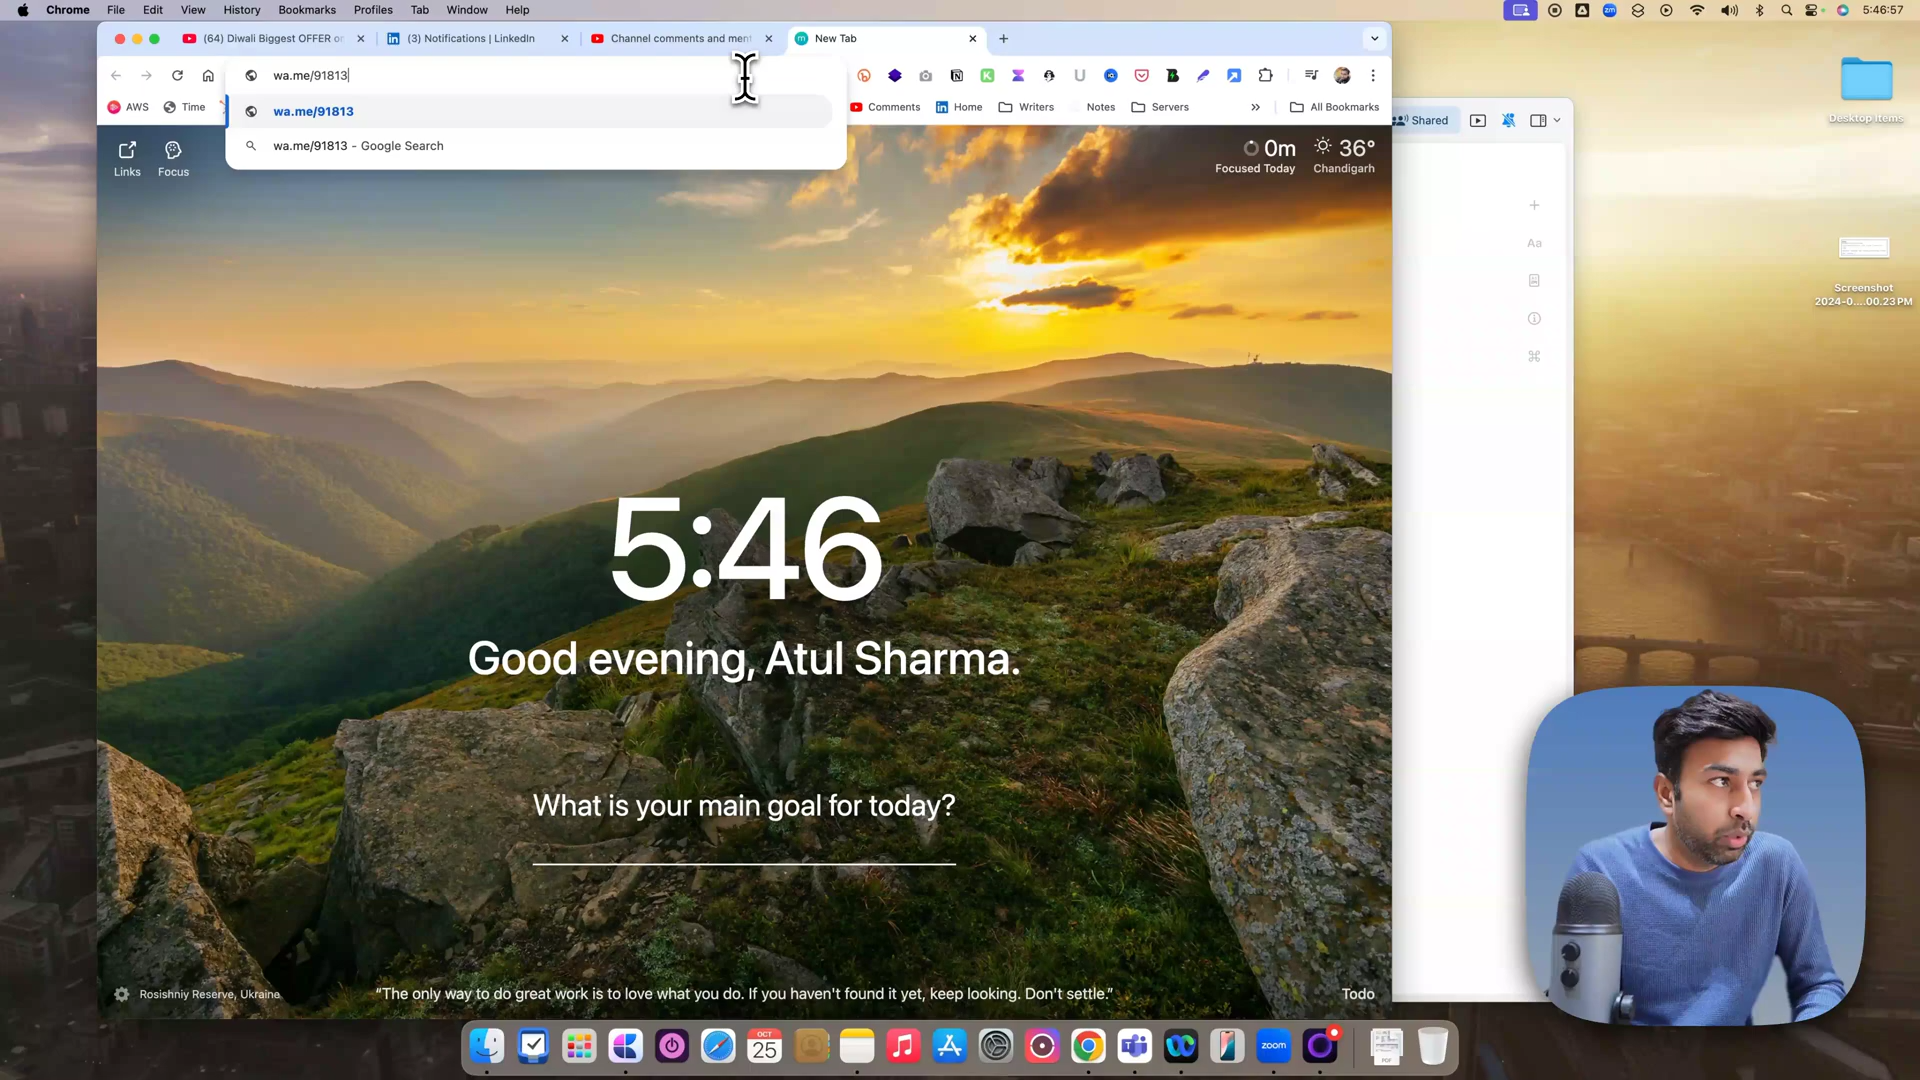 Chrome File Edit View History Bookmarks Profiles Tab Window Help
zm 5:46:57
(64) Diwali Biggest OFFER or
(3) Notifications | LinkedIn
Channel comments and ment
New Tab
wa.me/91813
AWS Time
Comments Home Writers Notes Servers » All Bookmarks
wa.me/91813
wa.me/91813 - Google Search
Shared
Desktop Items
Links Focus
0m
Focused Today
36°
Chandigarh
Aa
Screenshot
2024-0....00.23 PM
5:46
Good evening, Atul Sharma.
What is your main goal for today?
Rosishniy Reserve, Ukraine
“The only way to do great work is to love what you do. If you haven't found it yet, keep looking. Don't settle.”
Todo
OCT
25
zoom
PDF